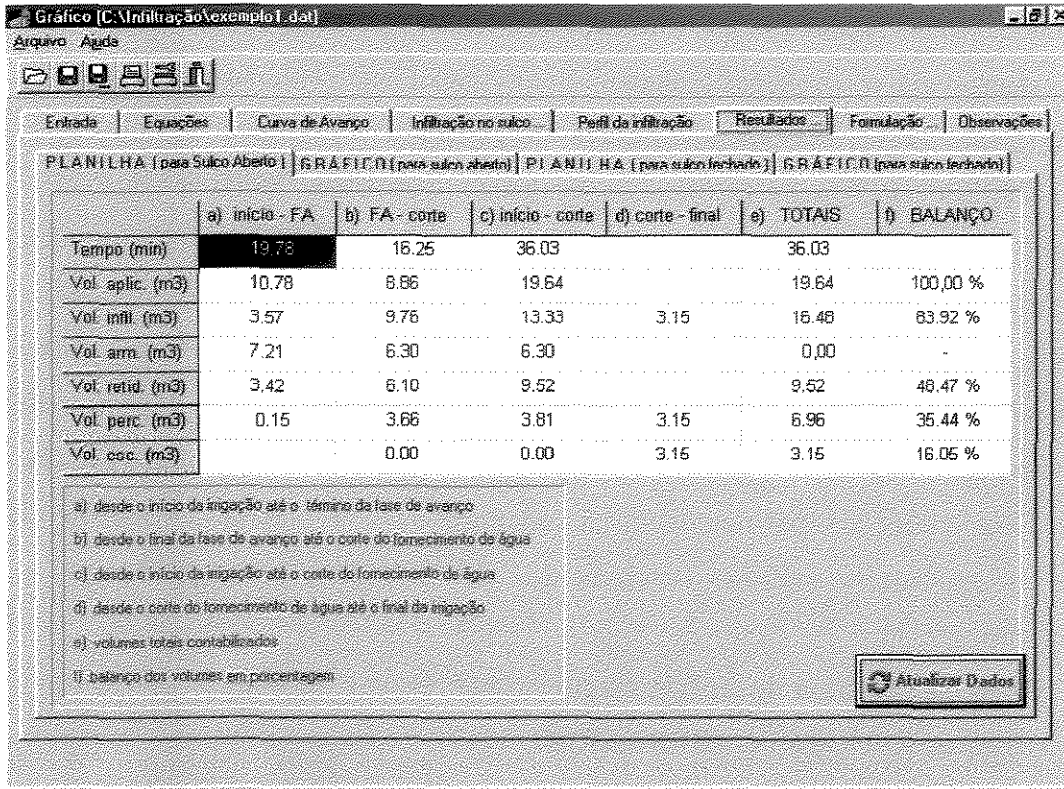 Gráfico [C:\Infiltração\exemplo1.dat]
Arquivo Ajuda
Entrada Equações Curva de Avanço Infiltração no sulco Perfil da infiltração Resultados Formulação Observações
PLANILHA (para Sulco Aberto) GRÁFICO (para sulco aberto) PLANILHA (para sulco fechado) GRÁFICO (para sulco fechado)
a) início - FA b) FA - corte c) início - corte d) corte - final e) TOTAIS f) BALANÇO
Tempo (min) 19.78 16.25 36.03 36.03
Vol. aplic. (m3) 10.78 8.86 19.64 19.64 100,00 %
Vol. infil. (m3) 3.57 9.76 13.33 3.15 16.48 83.92 %
Vol. arm. (m3) 7.21 6.30 6.30 0,00 -
Vol. retid. (m3) 3.42 6.10 9.52 9.52 48.47 %
Vol. perc. (m3) 0.15 3.66 3.81 3.15 6.96 35.44 %
Vol. esc. (m3) 0.00 0.00 3.15 3.15 16.05 %
a) desde o início da irrigação até o término da fase de avanço
b) desde o final da fase de avanço até o corte do fornecimento de água
c) desde o início da irrigação até o corte do fornecimento de água
d) desde o corte do fornecimento de água até o final da irrigação
e) volumes totais contabilizados
f) balanço dos volumes em porcentagem
Atualizar Dados